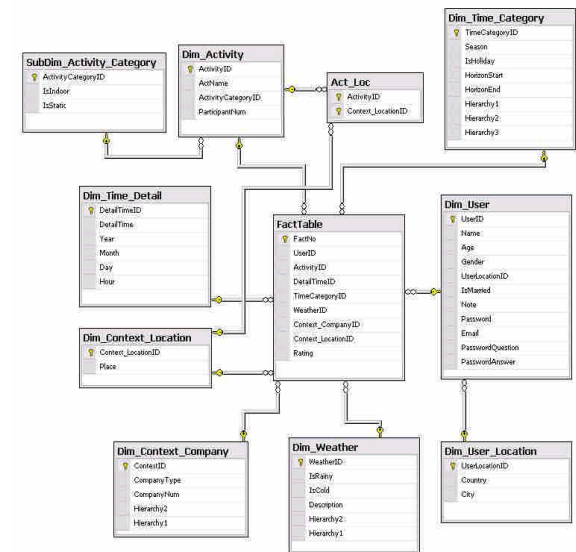 Dim_Time_Category
TimeCategoryID
Season
IsHoliday
HorizonStart
HorizonEnd
Hierarchy1
Hierarchy2
Hierarchy3
SubDim_Activity_Category
ActivityCategoryID
IsIndoor
IsStatic
Dim_Activity
ActivityID
ActName
ActivityCategoryID
ParticipantNum
Act_Loc
ActivityID
Context_LocationID
Dim_Time_Detail
DetailTimeID
DetailTime
Year
Month
Day
Hour
FactTable
FactNo
UserID
ActivityID
DetailTimeID
TimeCategoryID
WeatherID
Context_CompanyID
Context_LocationID
Rating
Dim_User
UserID
Name
Age
Gender
UserLocationID
IsMarried
Note
Password
Email
PasswordQuestion
PasswordAnswer
Dim_Context_Location
Context_LocationID
Place
Dim_Context_Company
ContextID
CompanyType
CompanyNum
Hierarchy2
Hierarchy1
Dim_Weather
WeatherID
IsRainy
IsCold
Description
Hierarchy2
Hierarchy1
Dim_User_Location
UserLocationID
Country
City